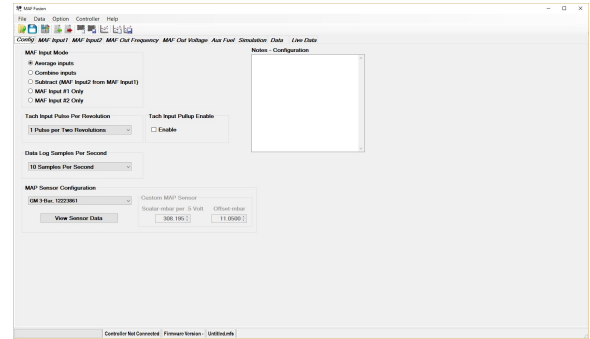 MAF Fusion
File Data Option Controller Help
Config MAF Input1 MAF Input2 MAF Out Frequency MAF Out Voltage Aux Fuel Simulation Data Live Data
MAF Input Mode
Average inputs
Combine inputs
Subtract (MAF Input2 from MAF Input1)
MAF Input #1 Only
MAF Input #2 Only
Notes - Configuration
Tach Input Pulse Per Revolution
1 Pulse per Two Revolutions
Tach Input Pullup Enable
Enable
Data Log Samples Per Second
10 Samples Per Second
MAP Sensor Configuration
GM 3-Bar, 12223861
View Sensor Data
Custom MAP Sensor
Scalar-mbar per .5 Volt Offset-mbar
308.195 11.0500
Controller Not Connected Firmware Version - Untitled.mfs